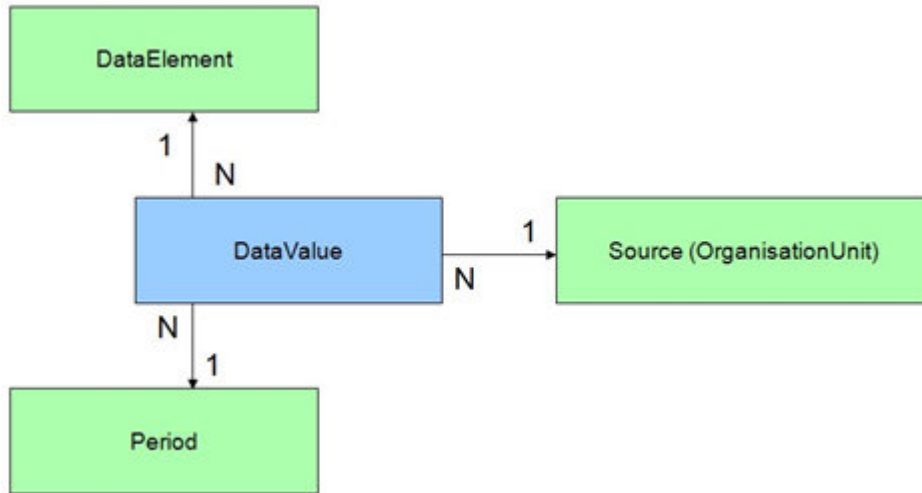 DataElement
1
N
DataValue
1
N
Source (OrganisationUnit)
N
1
Period